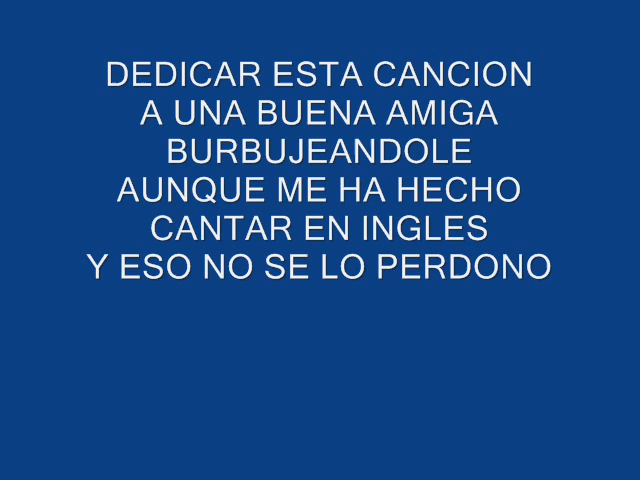 DEDICAR ESTA CANCION
A UNA BUENA AMIGA
BURBUJEANDOLE
AUNQUE ME HA HECHO
CANTAR EN INGLES
Y ESO NO SE LO PERDONO